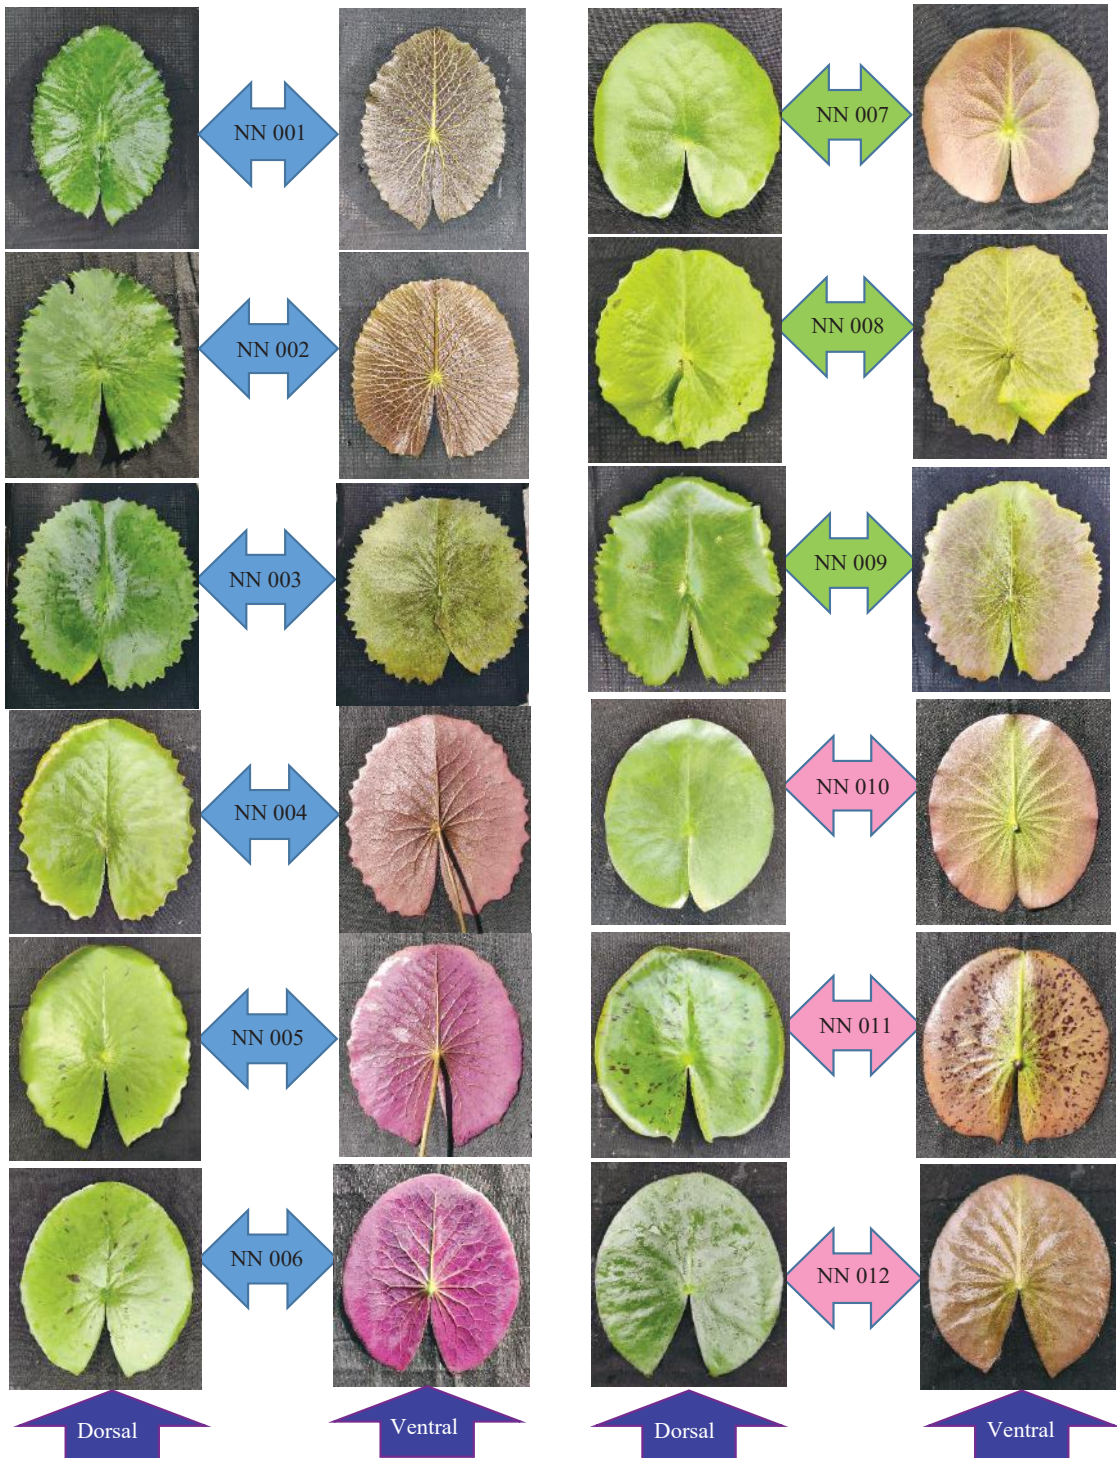 NN 001
NN 002
NN 003
NN 004
NN 005
NN 006
Dorsal
Ventral
NN 007
NN 008
NN 009
NN 010
NN 011
NN 012
Dorsal
Ventral